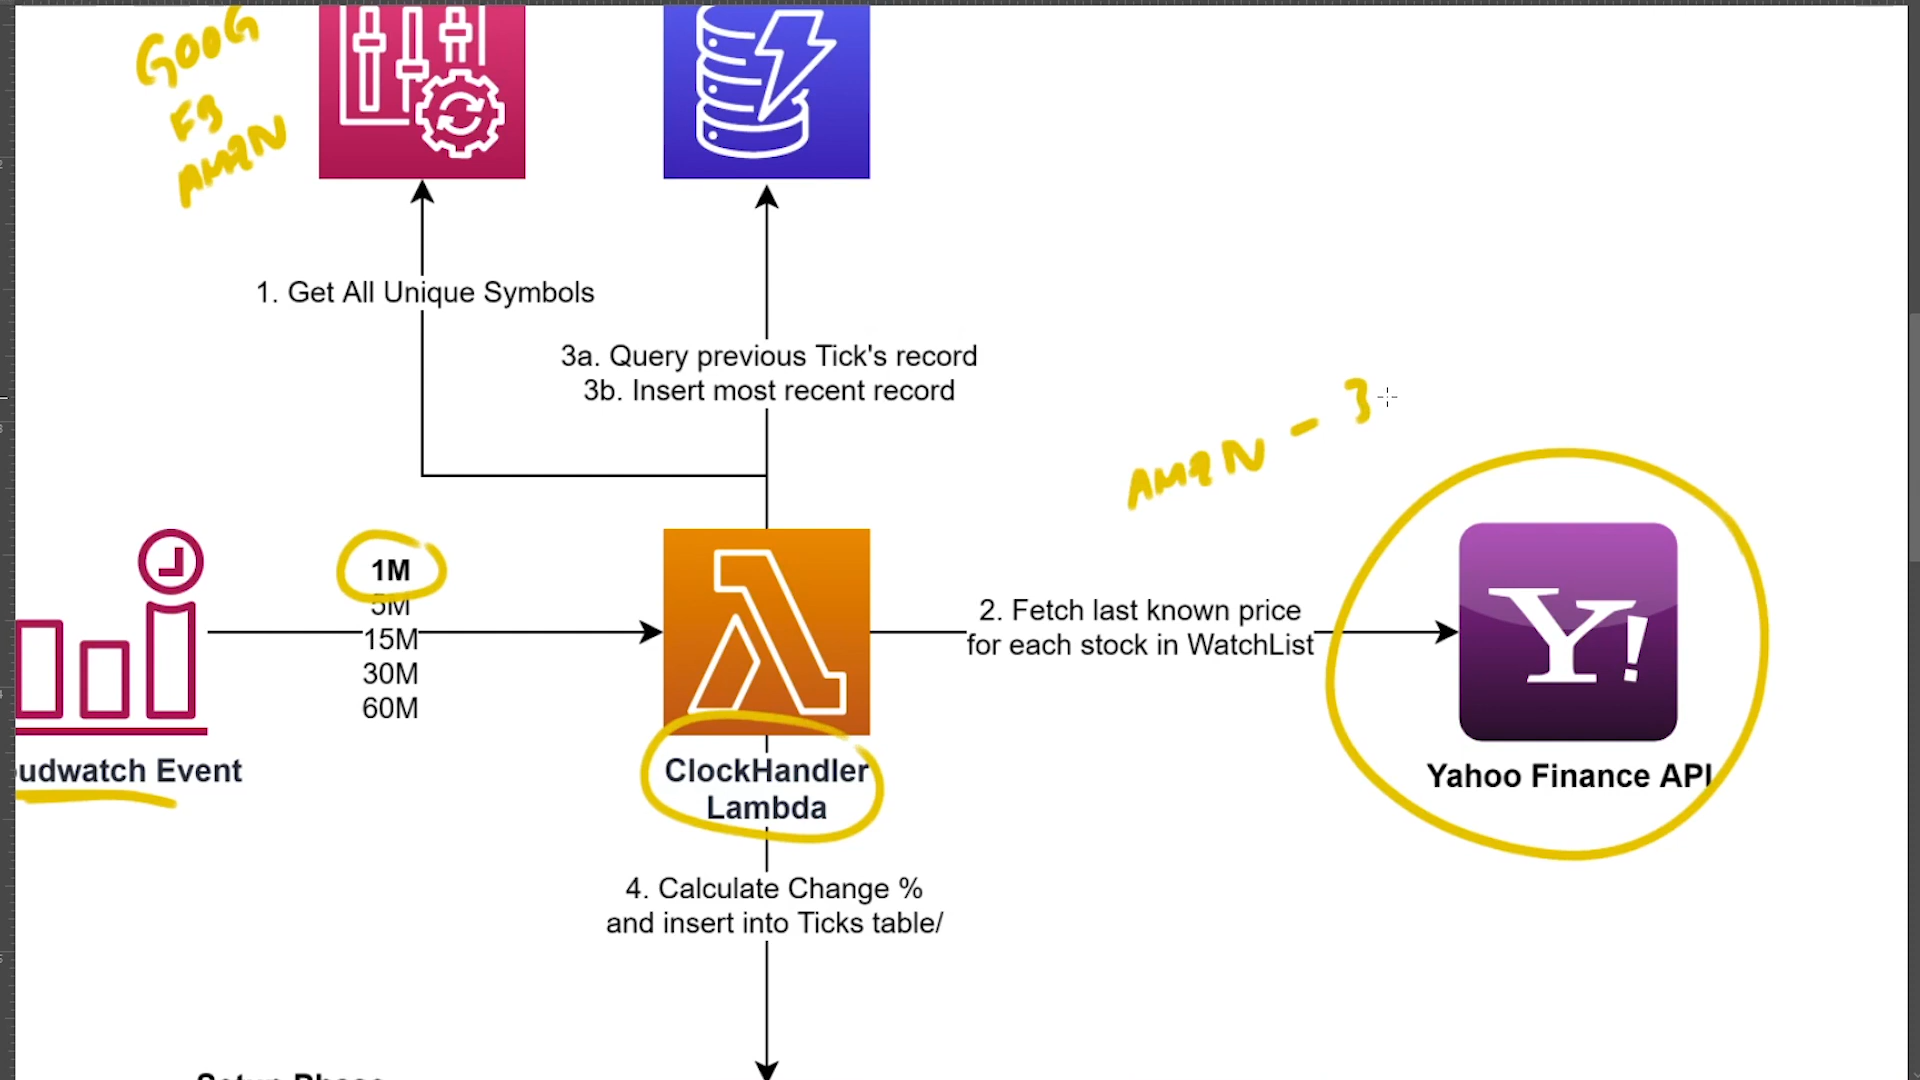 GOOG
FB
AMZN
1. Get All Unique Symbols
3a. Query previous Tick's record
3b. Insert most recent record
AMZN - 3
1M
5M
15M
30M
60M
2. Fetch last known price
for each stock in WatchList
Y!
udwatch Event
ClockHandler
Lambda
Yahoo Finance API
4. Calculate Change %
and insert into Ticks table/
Setup Phase